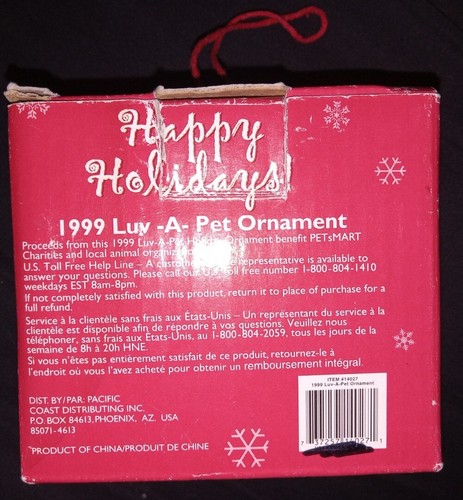 Happy
Holidays!
1999 Luv -A- Pet Ornament
Proceeds from this 1999 Luv-A-Pet Ornament benefit PETsMART
Charities and local animal
U.S. Toll Free Help Line – A representative is available to
answer your questions. Please call our toll free number 1-800-804-1410
weekdays EST 8am-8pm.
If not completely satisfied with this product, return it to place of purchase for a
full refund.
Service à la clientèle sans frais aux États-Unis – Un représentant du service à la
clientèle est disponible afin de répondre à vos questions. Veuillez nous
téléphoner, sans frais aux États-Unis, au 1-800-804-2059, tous les jours de la
semaine de 8h à 20h HNE.
Si vous n'êtes pas entièrement satisfait de ce produit, retournez-le à
l'endroit où vous l'avez acheté pour obtenir un remboursement intégral.
DIST. BY/PAR: PACIFIC
COAST DISTRIBUTING INC.
P.O. BOX 84613, PHOENIX, AZ. USA
85071-4613
PRODUCT OF CHINA/PRODUIT DE CHINE
ITEM #14027
1999 Luv-A-Pet Ornament